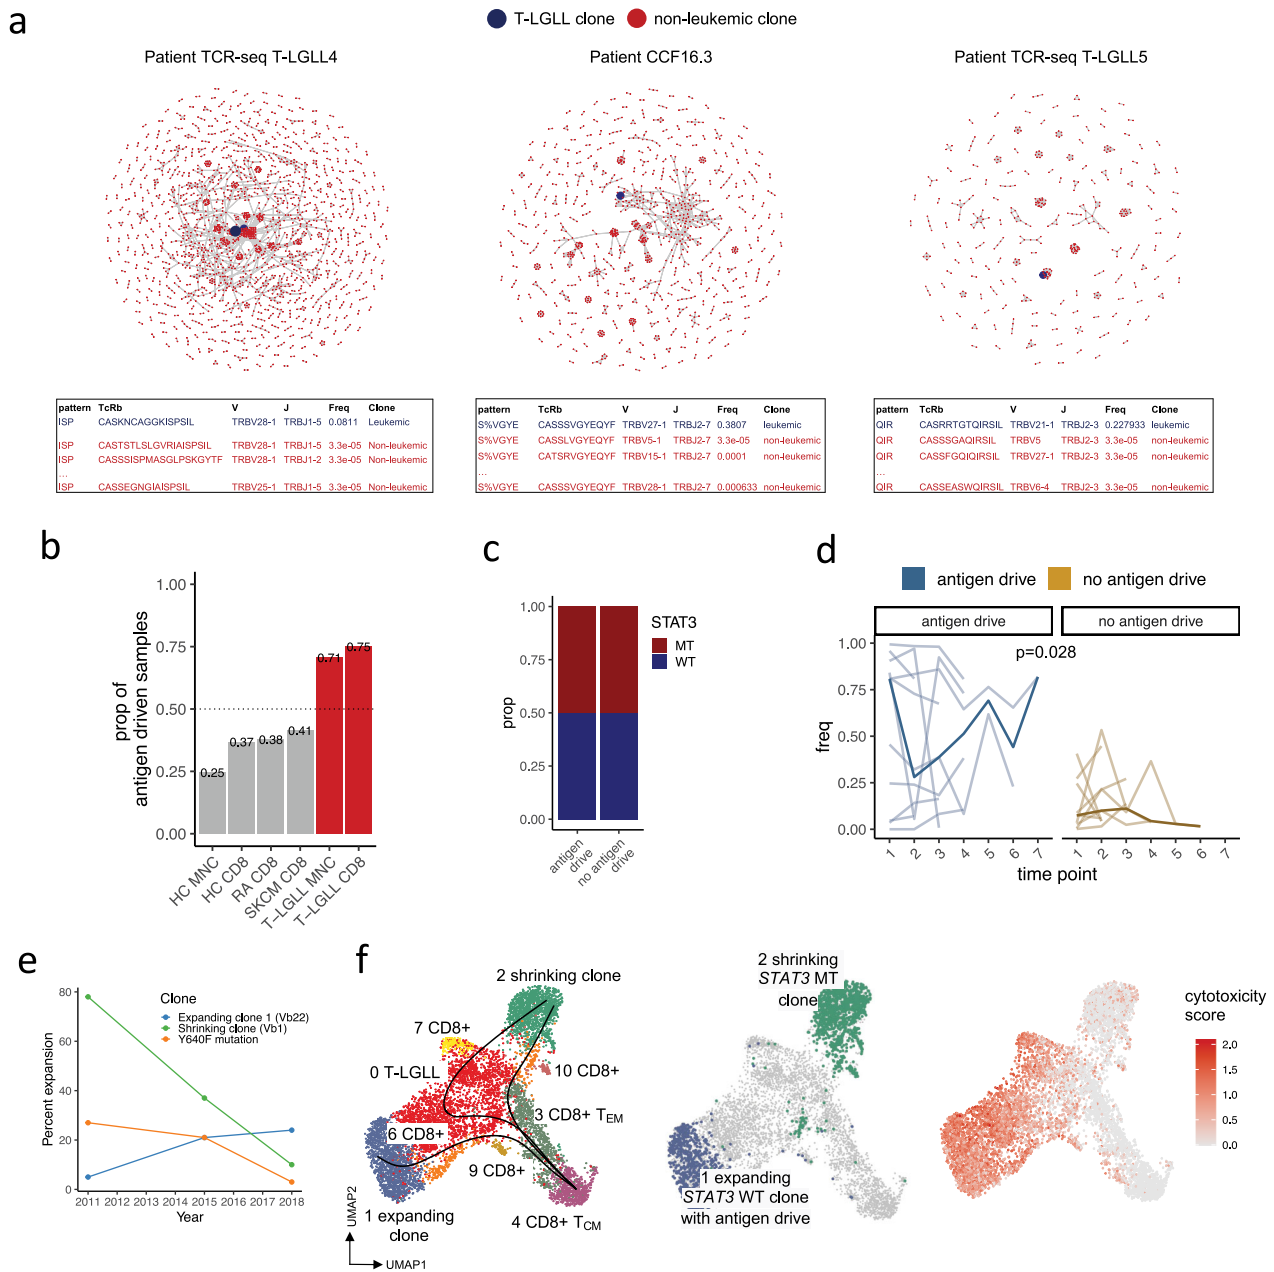 a
T-LGLL clone
non-leukemic clone
Patient TCR-seq T-LGLL4
Patient CCF16.3
Patient TCR-seq T-LGLL5
pattern TcRb V J Freq Clone
ISP CASKNCAGGKISPSIL TRBV28-1 TRBJ1-5 0.0811 Leukemic
ISP CASTSTLSLGVRIAISPSIL TRBV28-1 TRBJ1-5 3.3e-05 Non-leukemic
ISP CASSSISPMASGLPSKGYTF TRBV28-1 TRBJ1-2 3.3e-05 Non-leukemic
...
ISP CASSEGNGIAISPSIL TRBV25-1 TRBJ1-5 3.3e-05 Non-leukemic
pattern TcRb V J Freq Clone
S%VGYE CASSSVGYEQYF TRBV27-1 TRBJ2-7 0.3807 leukemic
S%VGYE CASSLVGYEQYF TRBV5-1 TRBJ2-7 3.3e-05 non-leukemic
S%VGYE CATSRVGYEQYF TRBV15-1 TRBJ2-7 0.0001 non-leukemic
...
S%VGYE CASSSVGYEQYF TRBV28-1 TRBJ2-7 0.000633 non-leukemic
pattern TcRb V J Freq Clone
QIR CASRRTGTQIRSIL TRBV21-1 TRBJ2-3 0.227933 leukemic
QIR CASSSGAQIRSIL TRBV5 TRBJ2-3 3.3e-05 non-leukemic
QIR CASSFGQIQIRSIL TRBV27-1 TRBJ2-3 3.3e-05 non-leukemic
...
QIR CASSEASWQIRSIL TRBV6-4 TRBJ2-3 3.3e-05 non-leukemic
b
prop of
antigen driven samples
1.00
0.75
0.50
0.25
0.00
0.25
0.37
0.38
0.41
0.71
0.75
HC MNC
HC CD8
RA CD8
SKCM CD8
T-LGLL MNC
T-LGLL CD8
c
prop
1.00
0.75
0.50
0.25
0.00
antigen
drive
no antigen
drive
STAT3
MT
WT
d
antigen drive
no antigen drive
antigen drive
no antigen drive
p=0.028
freq
1.00
0.75
0.50
0.25
0.00
1 2 3 4 5 6 7
1 2 3 4 5 6 7
time point
e
Percent expansion
80
60
40
20
0
2011 2012 2013 2014 2015 2016 2017 2018
Year
Clone
Expanding clone 1 (Vb22)
Shrinking clone (Vb1)
Y640F mutation
f
2 shrinking clone
7 CD8+
0 T-LGLL
10 CD8+
3 CD8+ TEM
6 CD8+
9 CD8+
1 expanding
clone
4 CD8+ TCM
UMAP2
UMAP1
2 shrinking
STAT3 MT
clone
1 expanding
STAT3 WT clone
with antigen drive
cytotoxicity
score
2.0
1.5
1.0
0.5
0.0